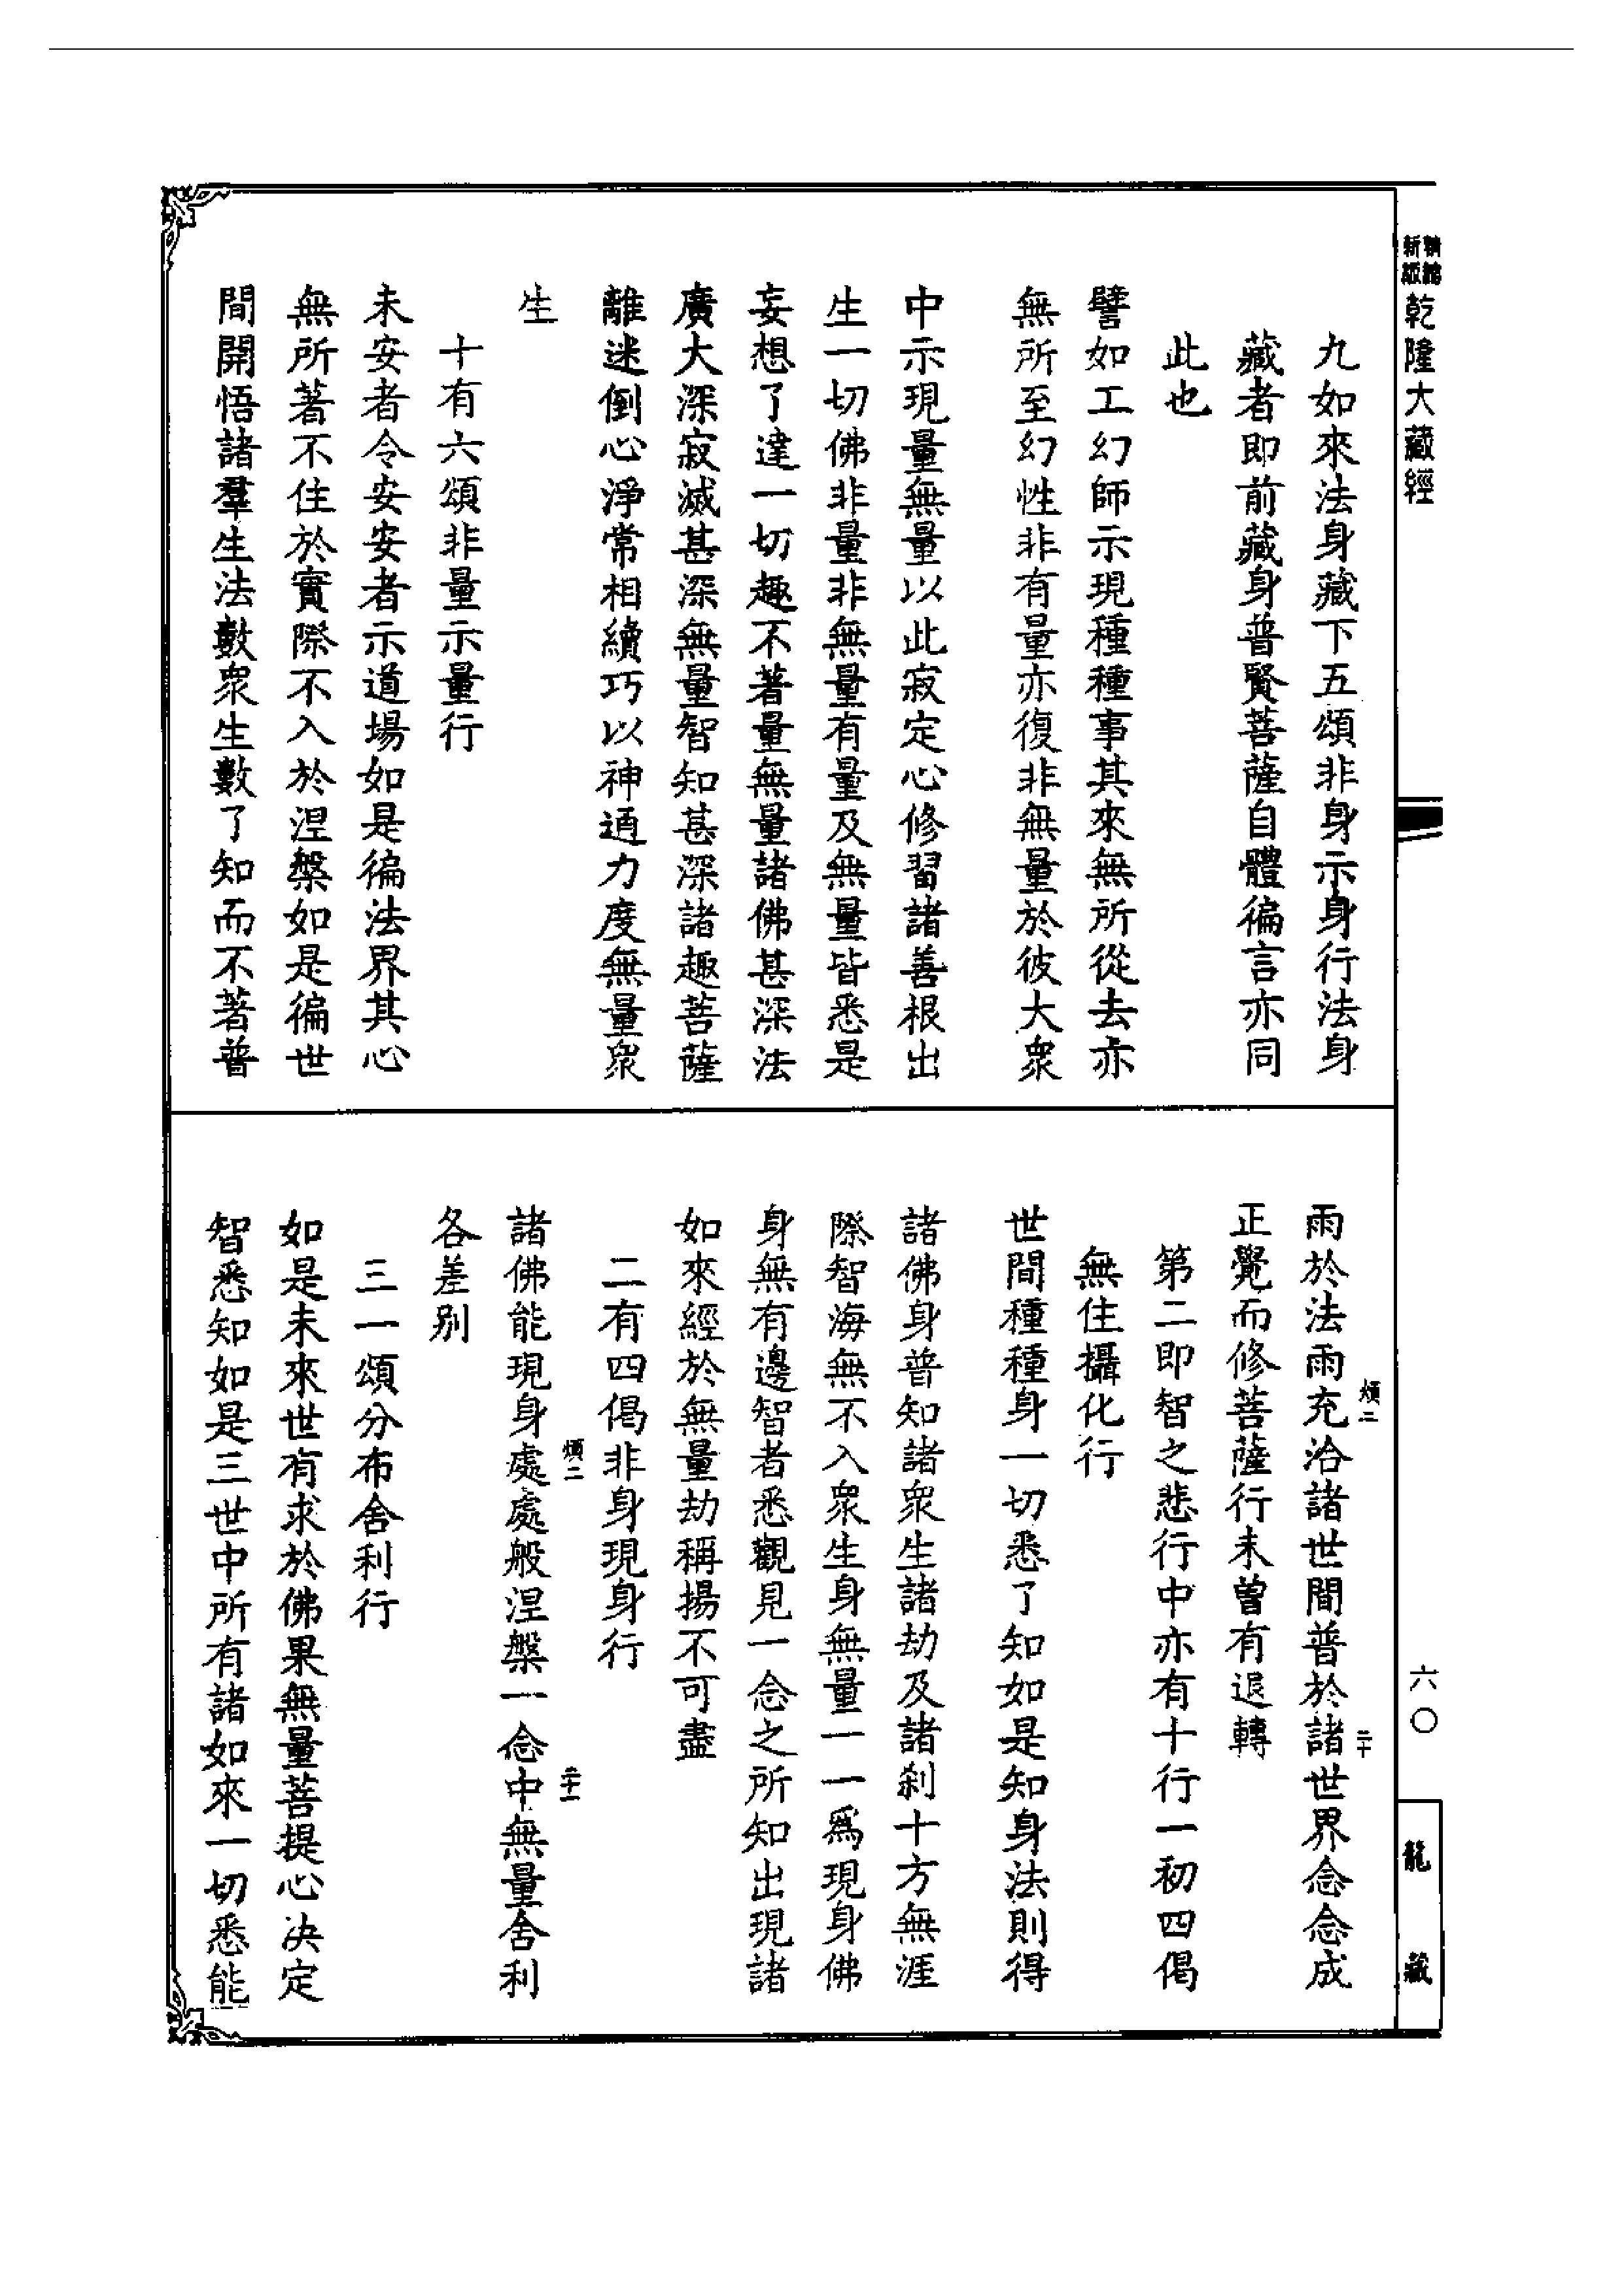 精縮
新版
乾隆大藏經
九如來法身藏下五頌非身示身行法身
藏者即前藏身普賢菩薩自體徧言亦同
此也
譬如工幻師示現種種事其來無所從去亦
無所至幻性非有量亦復非無量於彼大衆
中示現量無量以此寂定心修習諸善根出
生一切佛非量非無量有量及無量皆悉是
妄想了達一切趣不著量無量諸佛甚深法
廣大深寂滅甚深無量智知甚深諸趣菩薩
離迷倒心淨常相續巧以神通力度無量衆
生
十有六頌非量示量行
未安者令安安者示道場如是徧法界其心
無所著不住於實際不入於涅槃如是徧世
間開悟諸羣生法數衆生數了知而不著普
雨於法雨充洽諸世間普於諸世界念念成
正覺而修菩薩行未曾有退轉
第二即智之悲行中亦有十行一初四偈
無住攝化行
世間種種身一切悉了知如是知身法則得
諸佛身普知諸衆生諸劫及諸刹十方無涯
際智海無不入衆生身無量一一爲現身佛
身無有邊智者悉觀見一念之所知出現諸
如來經於無量劫稱揚不可盡
二有四偈非身現身行
諸佛能現身處處般涅槃一念中無量舍利
各差別
三一頌分布舍利行
如是未來世有求於佛果無量菩提心決定
智悉知如是三世中所有諸如來一切悉能
煩二
二十
煩二
二十一
六〇
龍藏